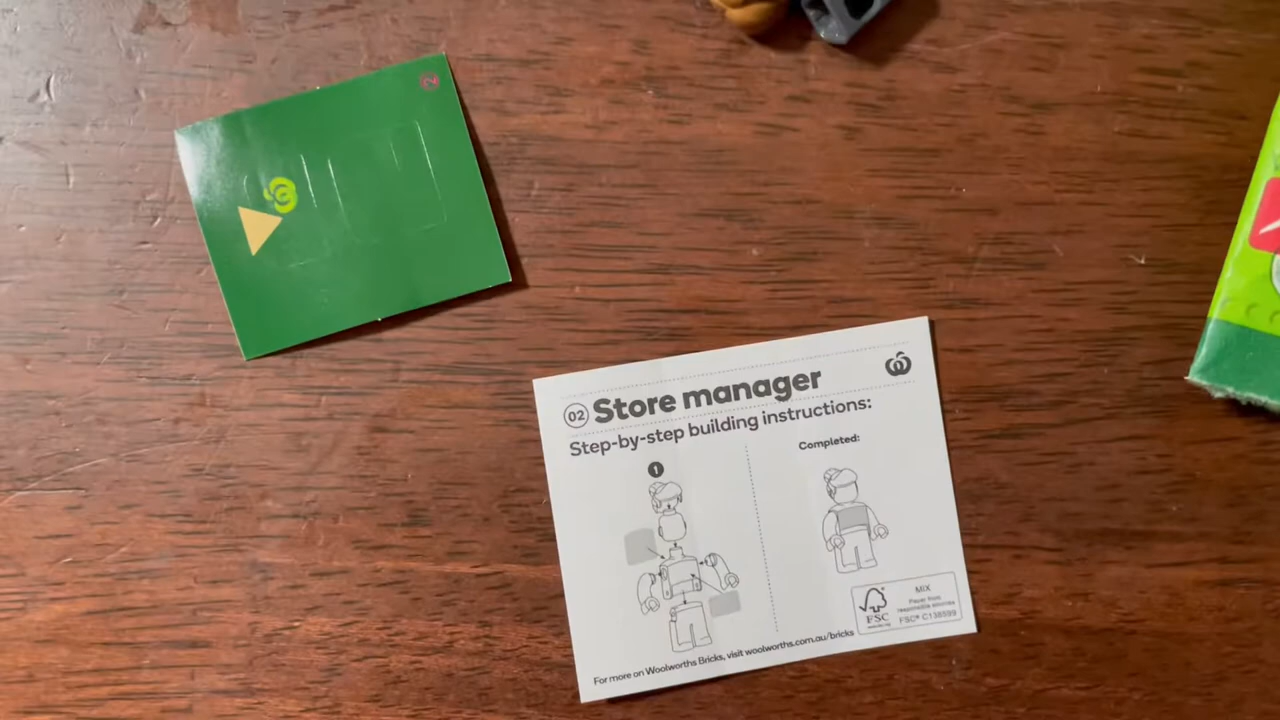 02
02 Store manager
Step-by-step building instructions:
1
Completed:
MIX
Paper from
responsible sources
FSC® C138599
FSC
For more on Woolworths Bricks, visit woolworths.com.au/bricks